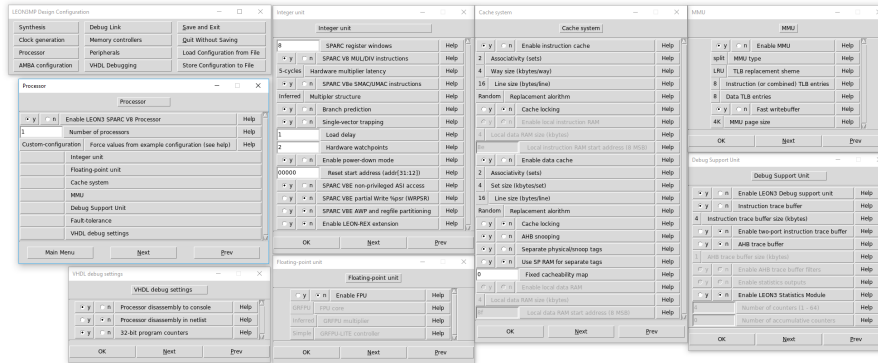 LEON3MP Design Configuration
Synthesis Debug Link Save and Exit
Clock generation Memory controllers Quit Without Saving
Processor Peripherals Load Configuration from File
AMBA configuration VHDL Debugging Store Configuration to File
Processor
Processor
y n Enable LEON3 SPARC V8 Processor Help
1 Number of processors Help
Custom-configuration Force values from example configuration (see help) Help
Integer unit
Floating-point unit
Cache system
MMU
Debug Support Unit
Fault-tolerance
VHDL debug settings
Main Menu Next Prev
VHDL debug settings
VHDL debug settings
y n Processor disassembly to console Help
y n Processor disassembly in netlist Help
y n 32-bit program counters Help
OK Next Prev
Integer unit
Integer unit
8 SPARC register windows Help
y n SPARC V8 MUL/DIV instructions Help
5-cycles Hardware multiplier latency Help
y n SPARC V8e SMAC/UMAC instructions Help
Inferred Multipler structure Help
y n Branch prediction Help
y n Single-vector trapping Help
1 Load delay Help
2 Hardware watchpoints Help
y n Enable power-down mode Help
00000 Reset start address (addr[31:12]) Help
y n SPARC V8E non-privileged ASI access Help
y n SPARC V8E partial Write %psr (WRPSR) Help
y n SPARC V8E AWP and regfile partitioning Help
y n Enable LEON-REX extension Help
OK Next Prev
Floating-point unit
Floating-point unit
y n Enable FPU Help
GRFPU FPU core Help
Inferred GRFPU multiplier Help
Simple GRFPU-LITE controller Help
OK Next Prev
Cache system
Cache system
y n Enable instruction cache Help
2 Associativity (sets) Help
4 Way size (kbytes/way) Help
16 Line size (bytes/line) Help
Random Replacement alorithm Help
y n Cache locking Help
y n Enable local instruction RAM Help
4 Local data RAM size (kbytes) Help
8e Local instruction RAM start address (8 MSB) Help
y n Enable data cache Help
2 Associativity (sets) Help
4 Set size (kbytes/set) Help
16 Line size (bytes/line) Help
Random Replacement alorithm Help
y n Cache locking Help
y n AHB snooping Help
y n Separate physical/snoop tags Help
y n Use SP RAM for separate tags Help
0 Fixed cacheability map Help
y n Enable local data RAM Help
4 Local data RAM size (kbytes) Help
8f Local data RAM start address (8 MSB) Help
OK Next Prev
MMU
MMU
y n Enable MMU Help
split MMU type Help
LRU TLB replacement sheme Help
8 Instruction (or combined) TLB entries Help
8 Data TLB entries Help
y n Fast writebuffer Help
4K MMU page size Help
OK Next Prev
Debug Support Unit
Debug Support Unit
y n Enable LEON3 Debug support unit Help
y n Instruction trace buffer Help
4 Instruction trace buffer size (kbytes) Help
y n Enable two-port instruction trace buffer Help
y n AHB trace buffer Help
1 AHB trace buffer size (kbytes) Help
y n Enable AHB trace buffer filters Help
y n Enable statistics outputs Help
y n Enable LEON3 Statistics Module Help
Number of counters (1 - 64) Help
Number of accumulative counters Help
OK Next Prev